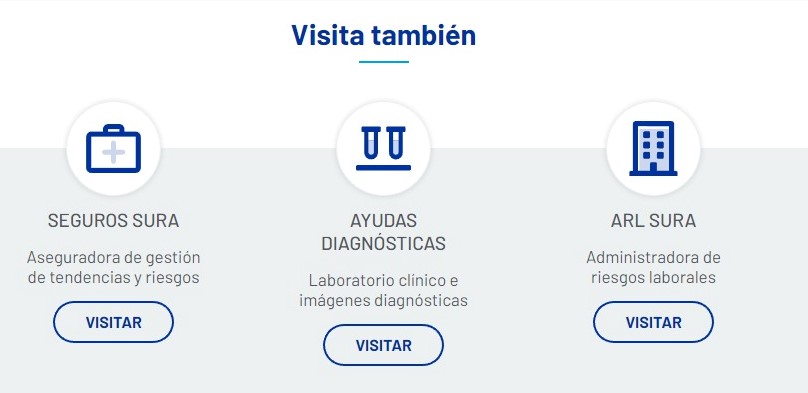 Visita también
SEGUROS SURA
Aseguradora de gestión
de tendencias y riesgos
VISITAR
AYUDAS
DIAGNÓSTICAS
Laboratorio clínico e
imágenes diagnósticas
VISITAR
ARL SURA
Administradora de
riesgos laborales
VISITAR